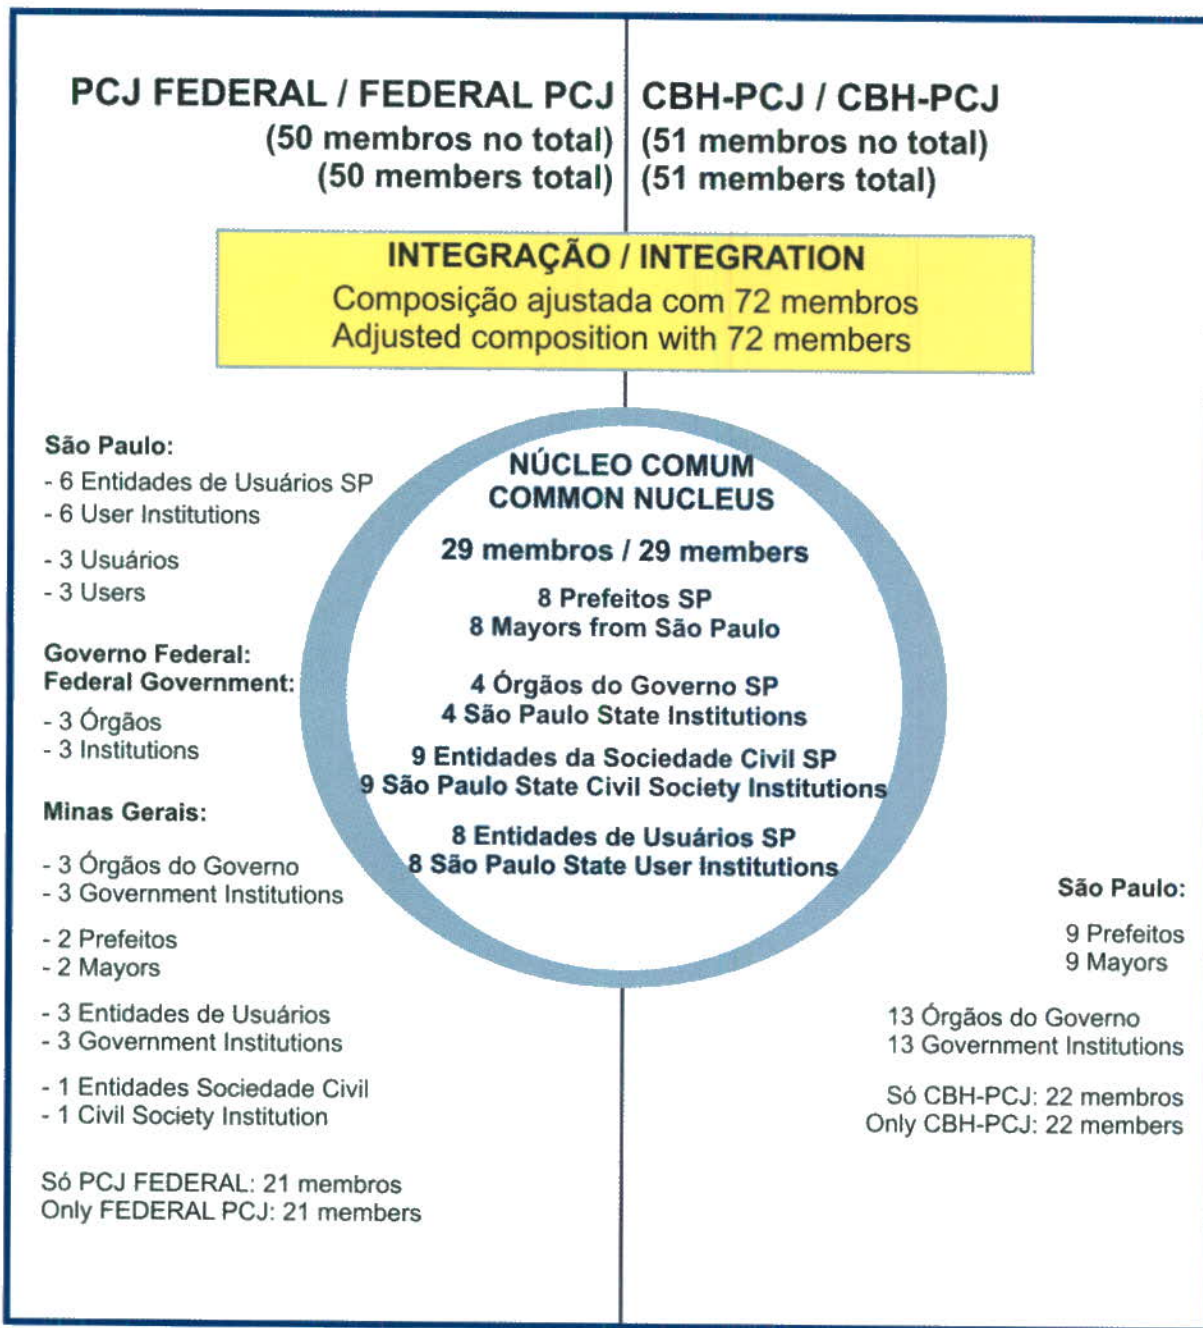 PCJ FEDERAL / FEDERAL PCJ
(50 membros no total)
(50 members total)
CBH-PCJ / CBH-PCJ
(51 membros no total)
(51 members total)
INTEGRAÇÃO / INTEGRATION
Composição ajustada com 72 membros
Adjusted composition with 72 members
São Paulo:
- 6 Entidades de Usuários SP
- 6 User Institutions
- 3 Usuários
- 3 Users
Governo Federal:
Federal Government:
- 3 Órgãos
- 3 Institutions
Minas Gerais:
- 3 Órgãos do Governo
- 3 Government Institutions
- 2 Prefeitos
- 2 Mayors
- 3 Entidades de Usuários
- 3 Government Institutions
- 1 Entidades Sociedade Civil
- 1 Civil Society Institution
Só PCJ FEDERAL: 21 membros
Only FEDERAL PCJ: 21 members
NÚCLEO COMUM
COMMON NUCLEUS
29 membros / 29 members
8 Prefeitos SP
8 Mayors from São Paulo
4 Órgãos do Governo SP
4 São Paulo State Institutions
9 Entidades da Sociedade Civil SP
9 São Paulo State Civil Society Institutions
8 Entidades de Usuários SP
8 São Paulo State User Institutions
São Paulo:
9 Prefeitos
9 Mayors
13 Órgãos do Governo
13 Government Institutions
Só CBH-PCJ: 22 membros
Only CBH-PCJ: 22 members